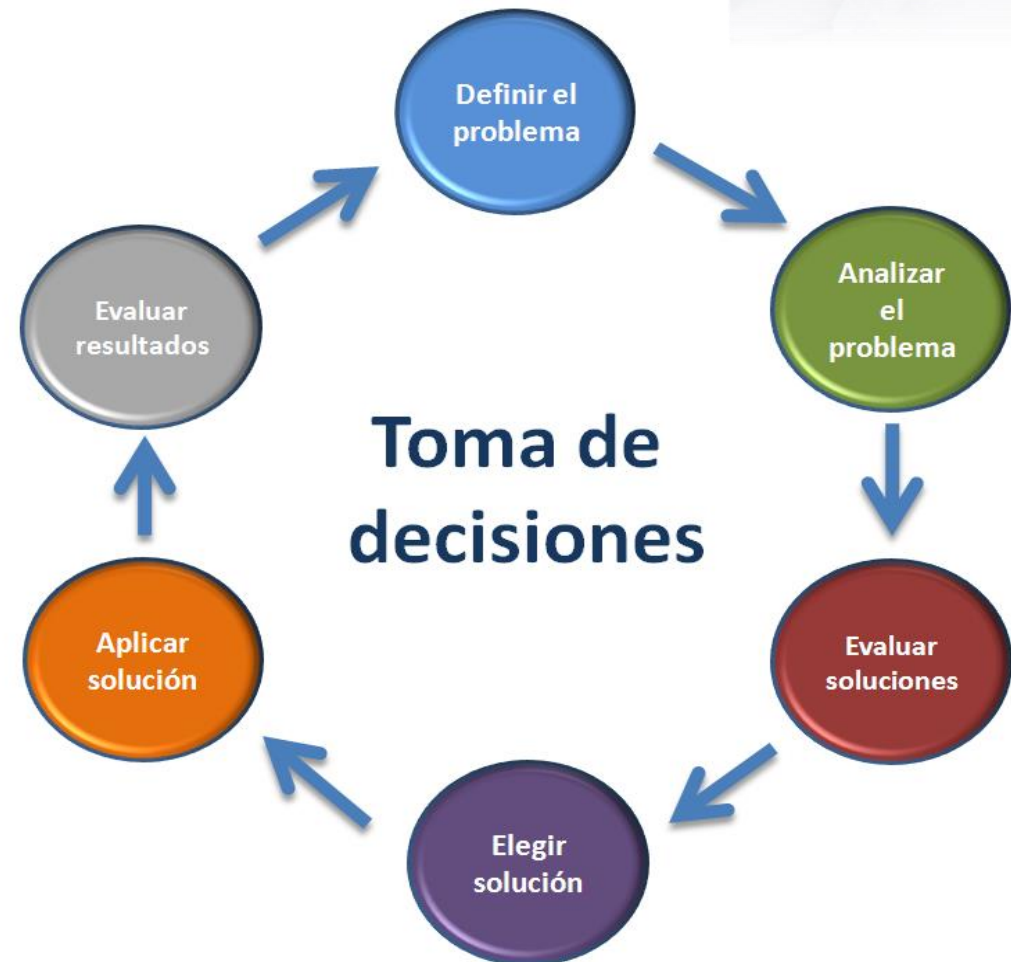 Definir el
problema
Analizar
el
problema
Evaluar
soluciones
Elegir
solución
Aplicar
solución
Evaluar
resultados
Toma de
decisiones